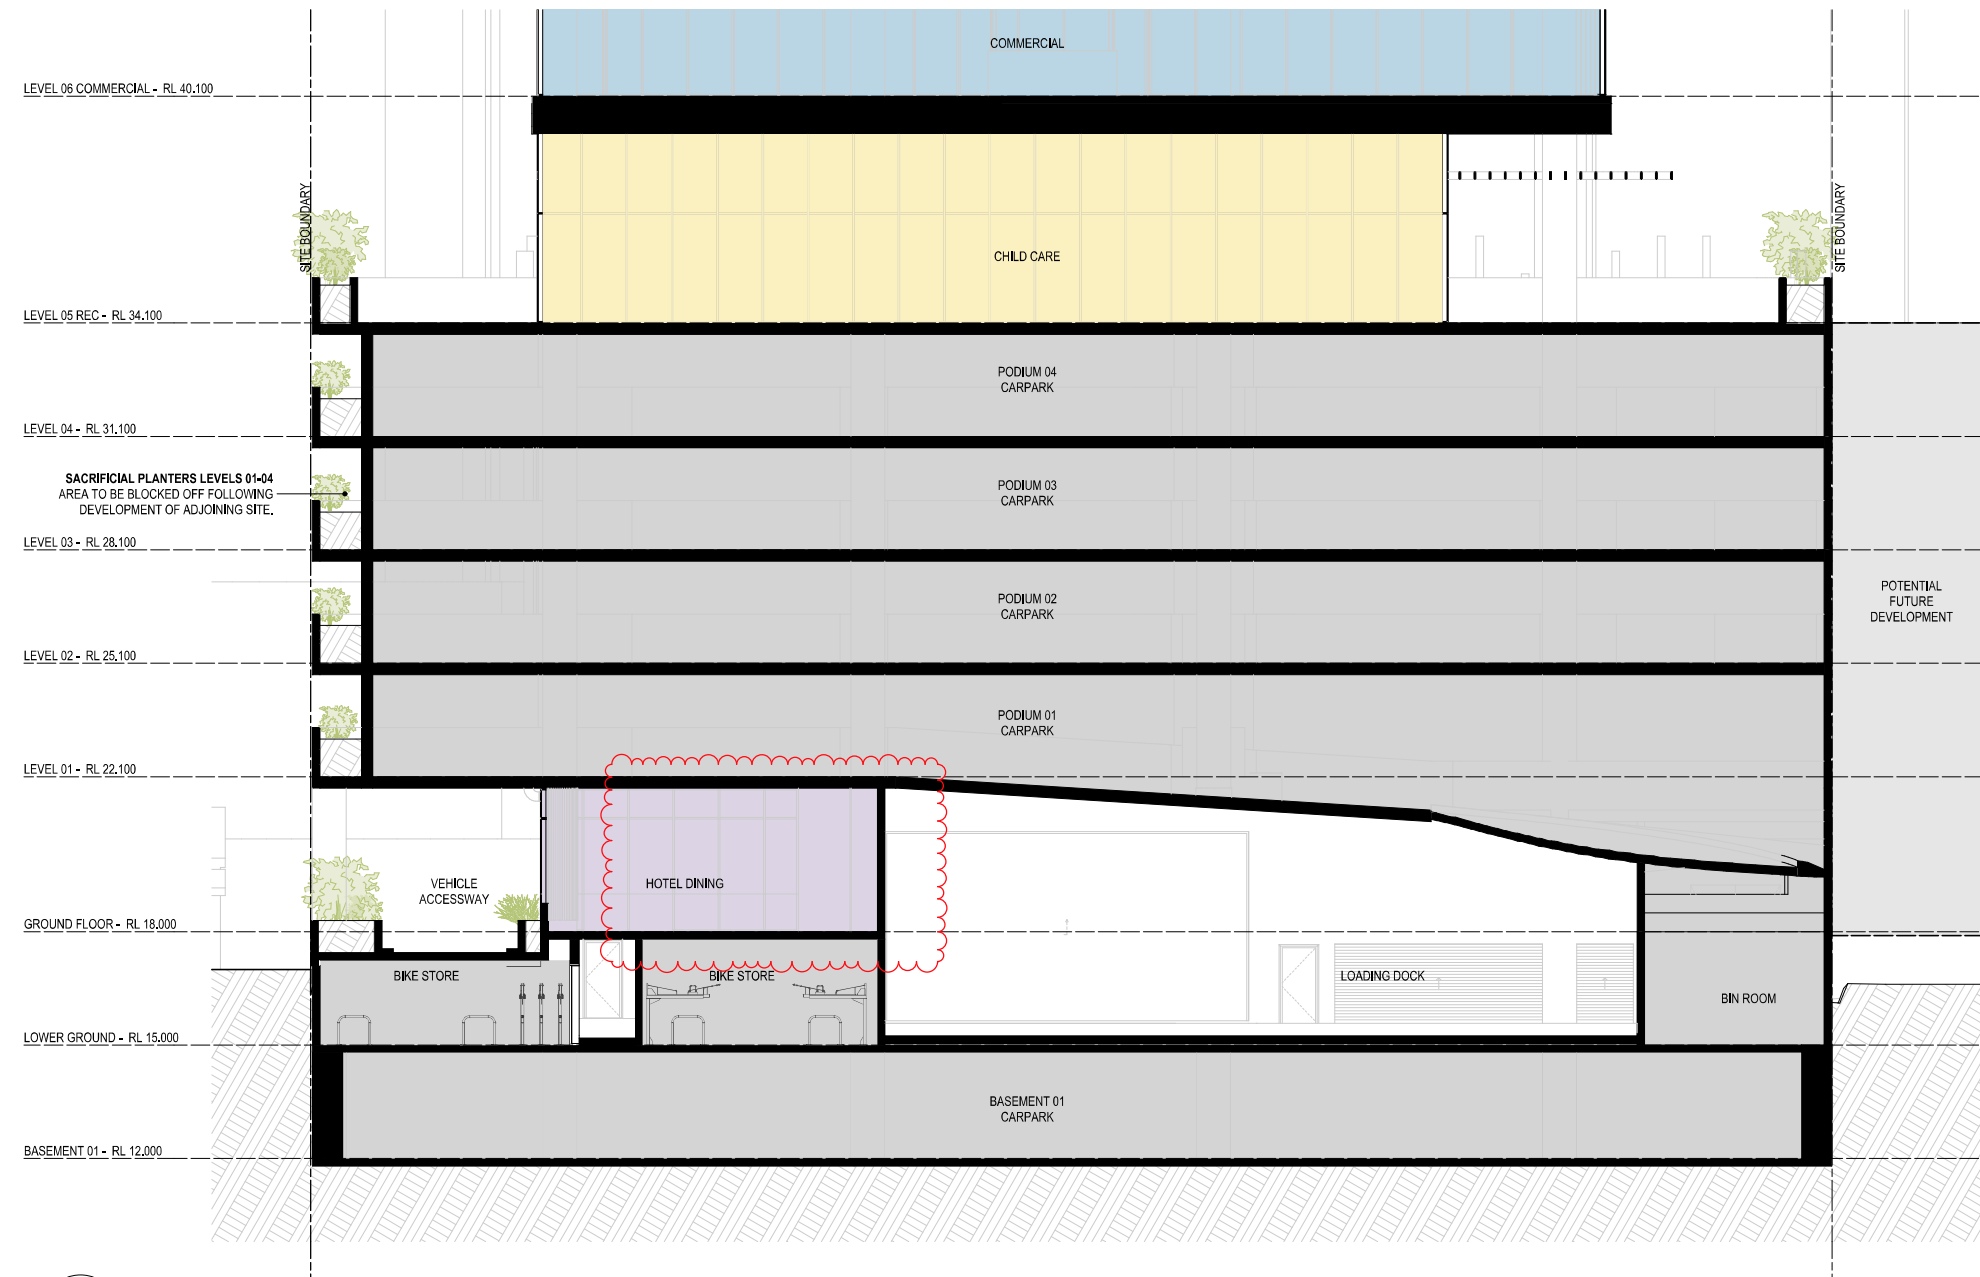 COMMERCIAL
LEVEL 06 COMMERCIAL - RL 40.100
SITE BOUNDARY
SITE BOUNDARY
CHILD CARE
LEVEL 05 REC - RL 34.100
PODIUM 04
CARPARK
LEVEL 04 - RL 31.100
SACRIFICIAL PLANTERS LEVELS 01-04
AREA TO BE BLOCKED OFF FOLLOWING
DEVELOPMENT OF ADJOINING SITE.
PODIUM 03
CARPARK
LEVEL 03 - RL 28.100
PODIUM 02
CARPARK
POTENTIAL
FUTURE
DEVELOPMENT
LEVEL 02 - RL 25.100
PODIUM 01
CARPARK
LEVEL 01 - RL 22.100
VEHICLE
ACCESSWAY
HOTEL DINING
GROUND FLOOR - RL 18.000
BIKE STORE
BIKE STORE
LOADING DOCK
BIN ROOM
LOWER GROUND - RL 15.000
BASEMENT 01
CARPARK
BASEMENT 01 - RL 12.000